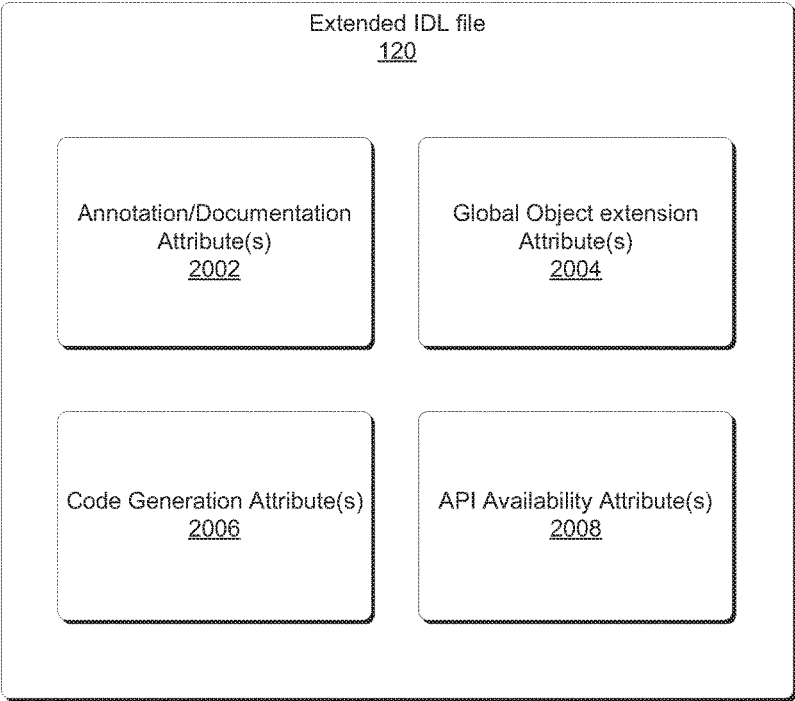 Extended IDL file
120
Annotation/Documentation
Attribute(s)
2002
Global Object extension
Attribute(s)
2004
Code Generation Attribute(s)
2006
API Availability Attribute(s)
2008